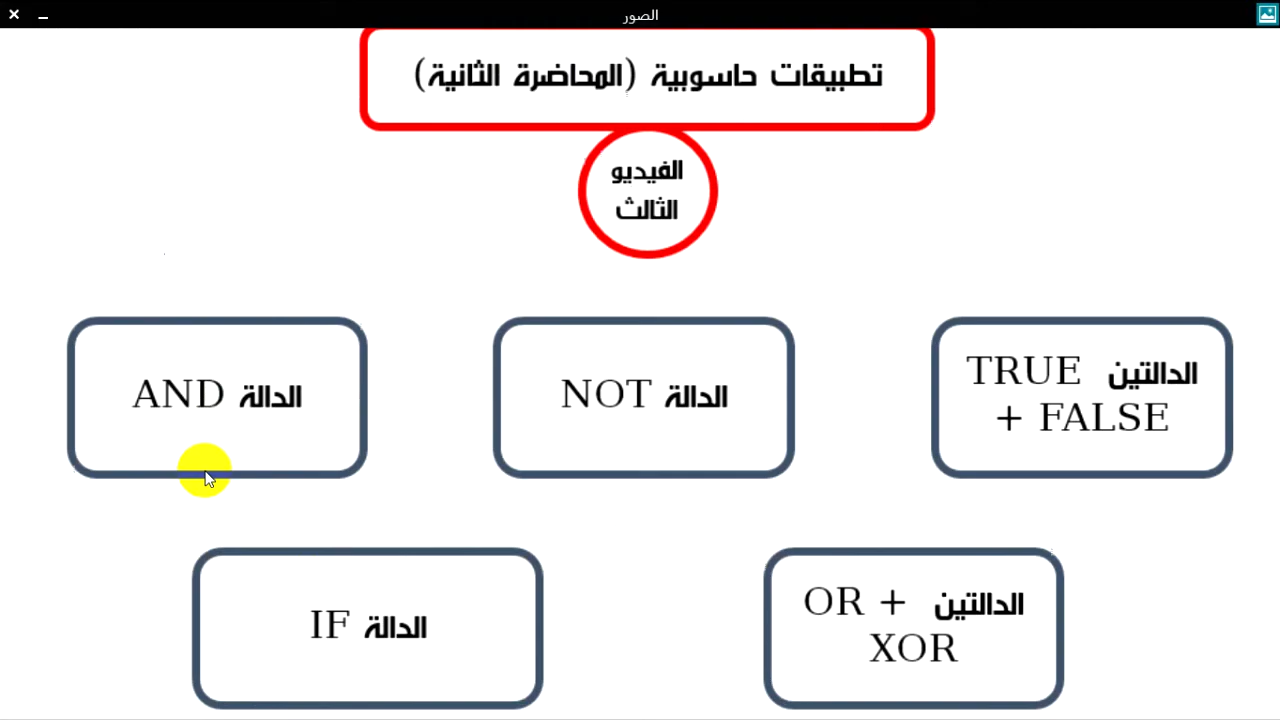 الصور
تطبيقات حاسوبية (المحاضرة الثانية)
الفيديو
الثالث
الدالتين TRUE
+ FALSE
الدالة NOT
الدالة AND
الدالتين OR +
XOR
الدالة IF